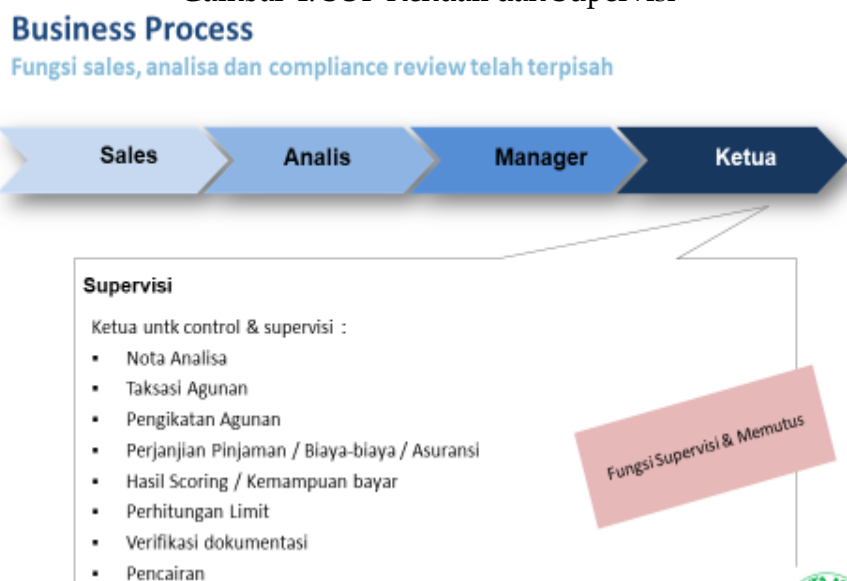 Business Process
Fungsi sales, analisa dan compliance review telah terpisah
Sales
Analis
Manager
Ketua
Supervisi
Ketua untk control & supervisi :
▪ Nota Analisa
▪ Taksasi Agunan
▪ Pengikatan Agunan
▪ Perjanjian Pinjaman / Biaya-biaya / Asuransi
▪ Hasil Scoring / Kemampuan bayar
▪ Perhitungan Limit
▪ Verifikasi dokumentasi
▪ Pencairan
Fungsi Supervisi & Memutus